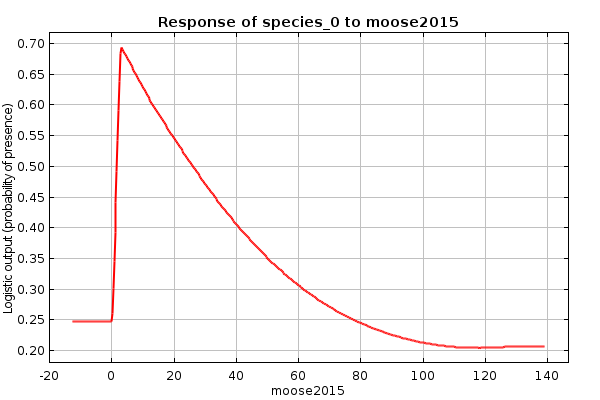 Response of species_0 to moose2015
Logistic output (probability of presence)
0.70
0.65
0.60
0.55
0.50
0.45
0.40
0.35
0.30
0.25
0.20
-20 0 20 40 60 80 100 120 140
moose2015